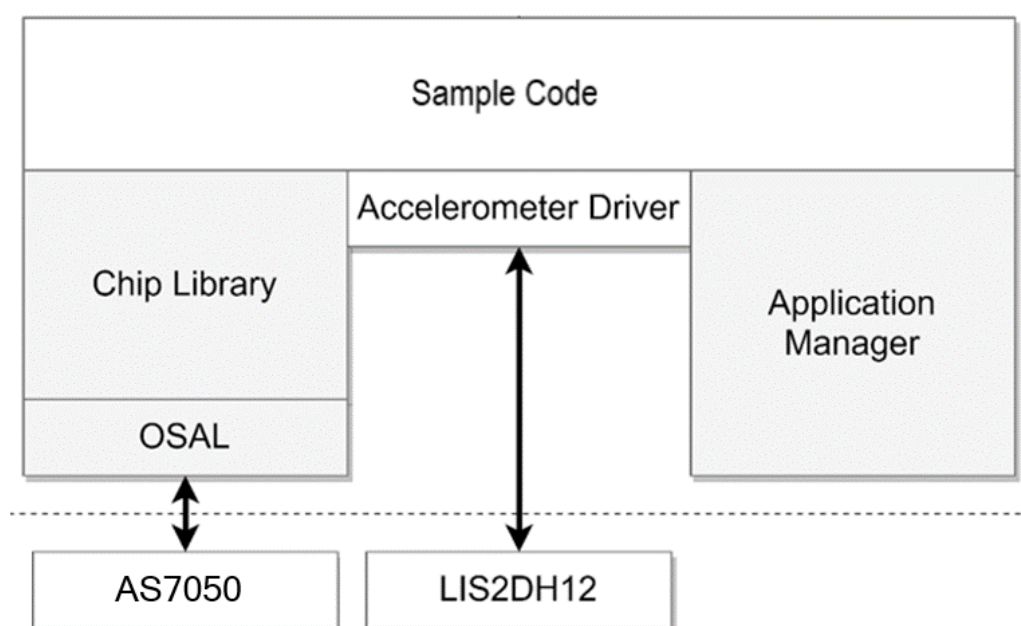 Sample Code
Accelerometer Driver
Chip Library
Application
Manager
OSAL
AS7050
LIS2DH12